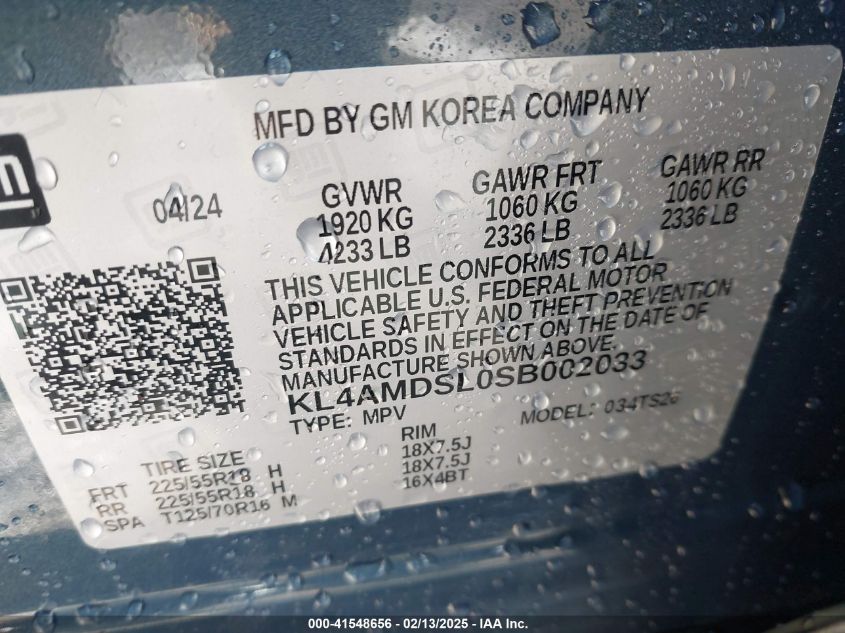 MFD BY GM KOREA COMPANY
04/24
GVWR GAWR FRT GAWR RR
1920 KG 1060 KG 1060 KG
4233 LB 2336 LB 2336 LB
THIS VEHICLE CONFORMS TO ALL
APPLICABLE U.S. FEDERAL MOTOR
VEHICLE SAFETY AND THEFT PREVENTION
STANDARDS IN EFFECT ON THE DATE OF
MANUFACTURE SHOWN ABOVE.
KL4AMDSL0SB002033
TYPE: MPV MODEL: 034TS26
TIRE SIZE RIM
FRT 225/55R18 H 18X7.5J
RR 225/55R18 H 18X7.5J
SPA T125/70R16 M 16X4BT
000-41548656 - 02/13/2025 - IAA Inc.